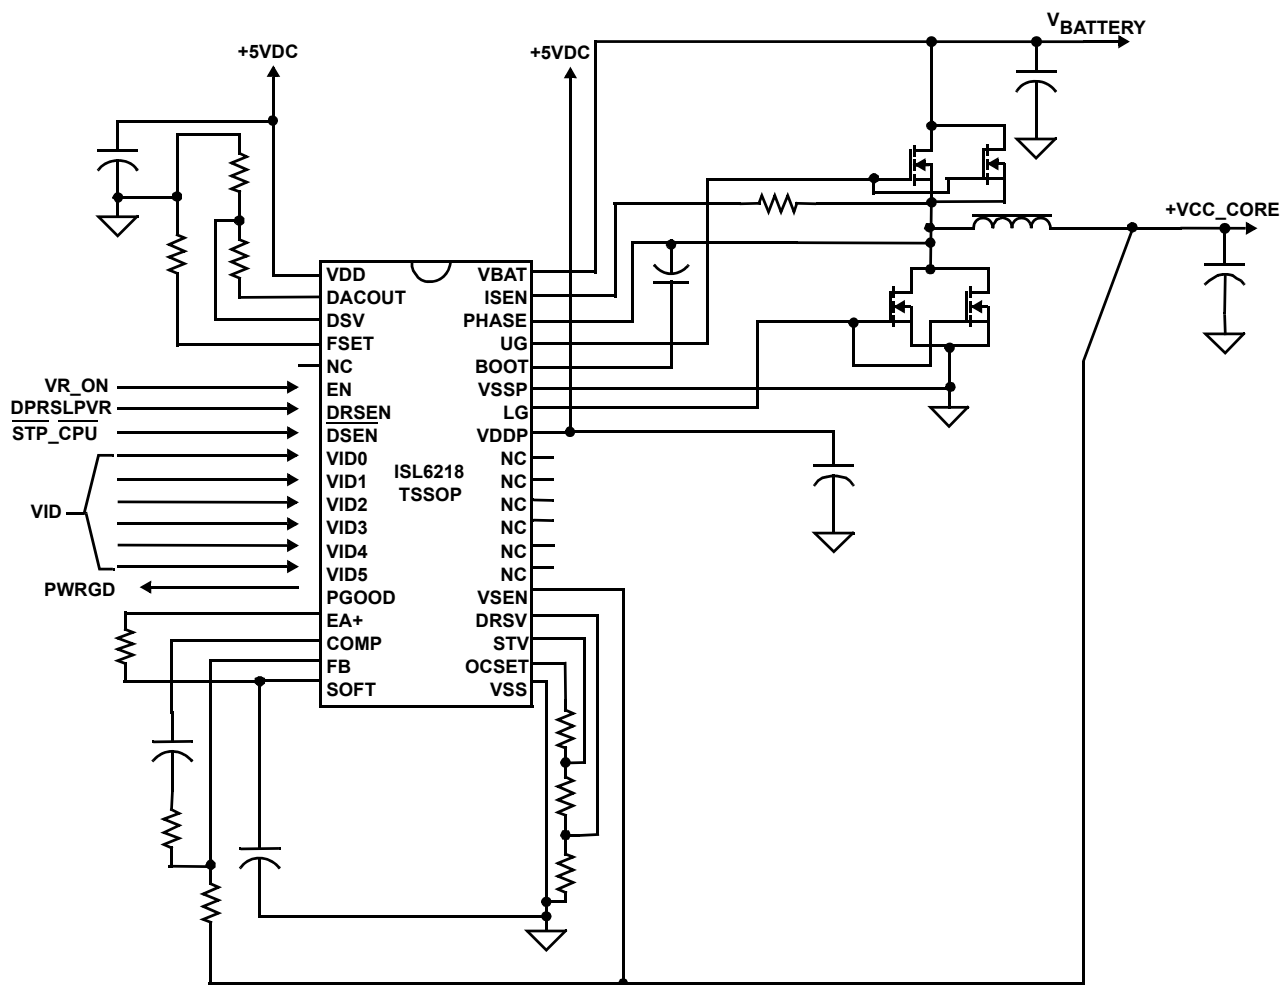 +5VDC
+5VDC
VBATTERY
+VCC_CORE
VDD
DACOUT
DSV
FSET
NC
EN
DRSEN
DSEN
VID0
VID1
VID2
VID3
VID4
VID5
PGOOD
EA+
COMP
FB
SOFT
VR_ON
DPRSLPVR
STP_CPU
VID
PWRGD
ISL6218
TSSOP
VBAT
ISEN
PHASE
UG
BOOT
VSSP
LG
VDDP
NC
NC
NC
NC
NC
NC
VSEN
DRSV
STV
OCSET
VSS